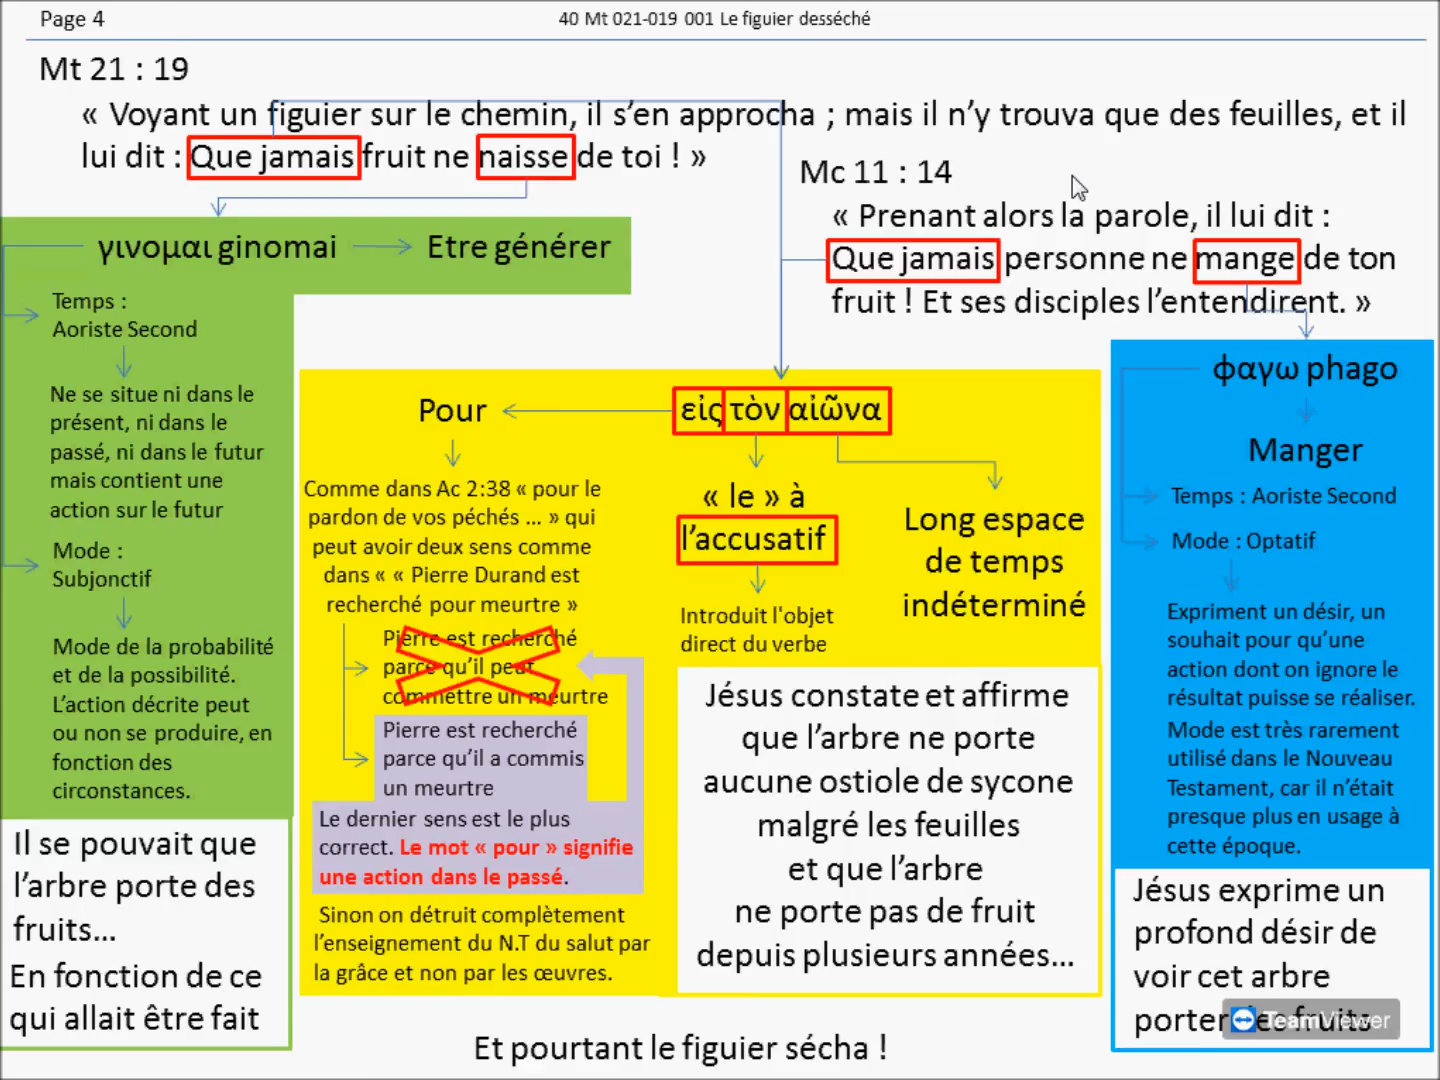 Page 4
40 Mt 021-019 001 Le figuier desséché
Mt 21 : 19
« Voyant un figuier sur le chemin, il s'en approcha ; mais il n'y trouva que des feuilles, et il
lui dit : Que jamais fruit ne naisse de toi ! »
Mc 11 : 14
« Prenant alors la parole, il lui dit :
Que jamais personne ne mange de ton
fruit ! Et ses disciples l'entendirent. »
γινομαι ginomai
Etre générer
Temps :
Aoriste Second
Ne se situe ni dans le
présent, ni dans le
passé, ni dans le futur
mais contient une
action sur le futur
Mode :
Subjonctif
Mode de la probabilité
et de la possibilité.
L'action décrite peut
ou non se produire, en
fonction des
circonstances.
Il se pouvait que
l'arbre porte des
fruits...
En fonction de ce
qui allait être fait
Pour
εἰς τὸν αἰῶνα
Comme dans Ac 2:38 « pour le
pardon de vos péchés ... » qui
peut avoir deux sens comme
dans « « Pierre Durand est
recherché pour meurtre »
Pierre est recherché
parce qu'il peut
commettre un meurtre
Pierre est recherché
parce qu'il a commis
un meurtre
Le dernier sens est le plus
correct. Le mot « pour » signifie
une action dans le passé.
Sinon on détruit complètement
l'enseignement du N.T du salut par
la grâce et non par les œuvres.
« le » à
l'accusatif
Introduit l'objet
direct du verbe
Long espace
de temps
indéterminé
Jésus constate et affirme
que l'arbre ne porte
aucune ostiole de sycone
malgré les feuilles
et que l'arbre
ne porte pas de fruit
depuis plusieurs années...
φαγω phago
Manger
Temps : Aoriste Second
Mode : Optatif
Expriment un désir, un
souhait pour qu'une
action dont on ignore le
résultat puisse se réaliser.
Mode est très rarement
utilisé dans le Nouveau
Testament, car il n'était
presque plus en usage à
cette époque.
Jésus exprime un
profond désir de
voir cet arbre
porter des fruits
TeamViewer
Et pourtant le figuier sécha !